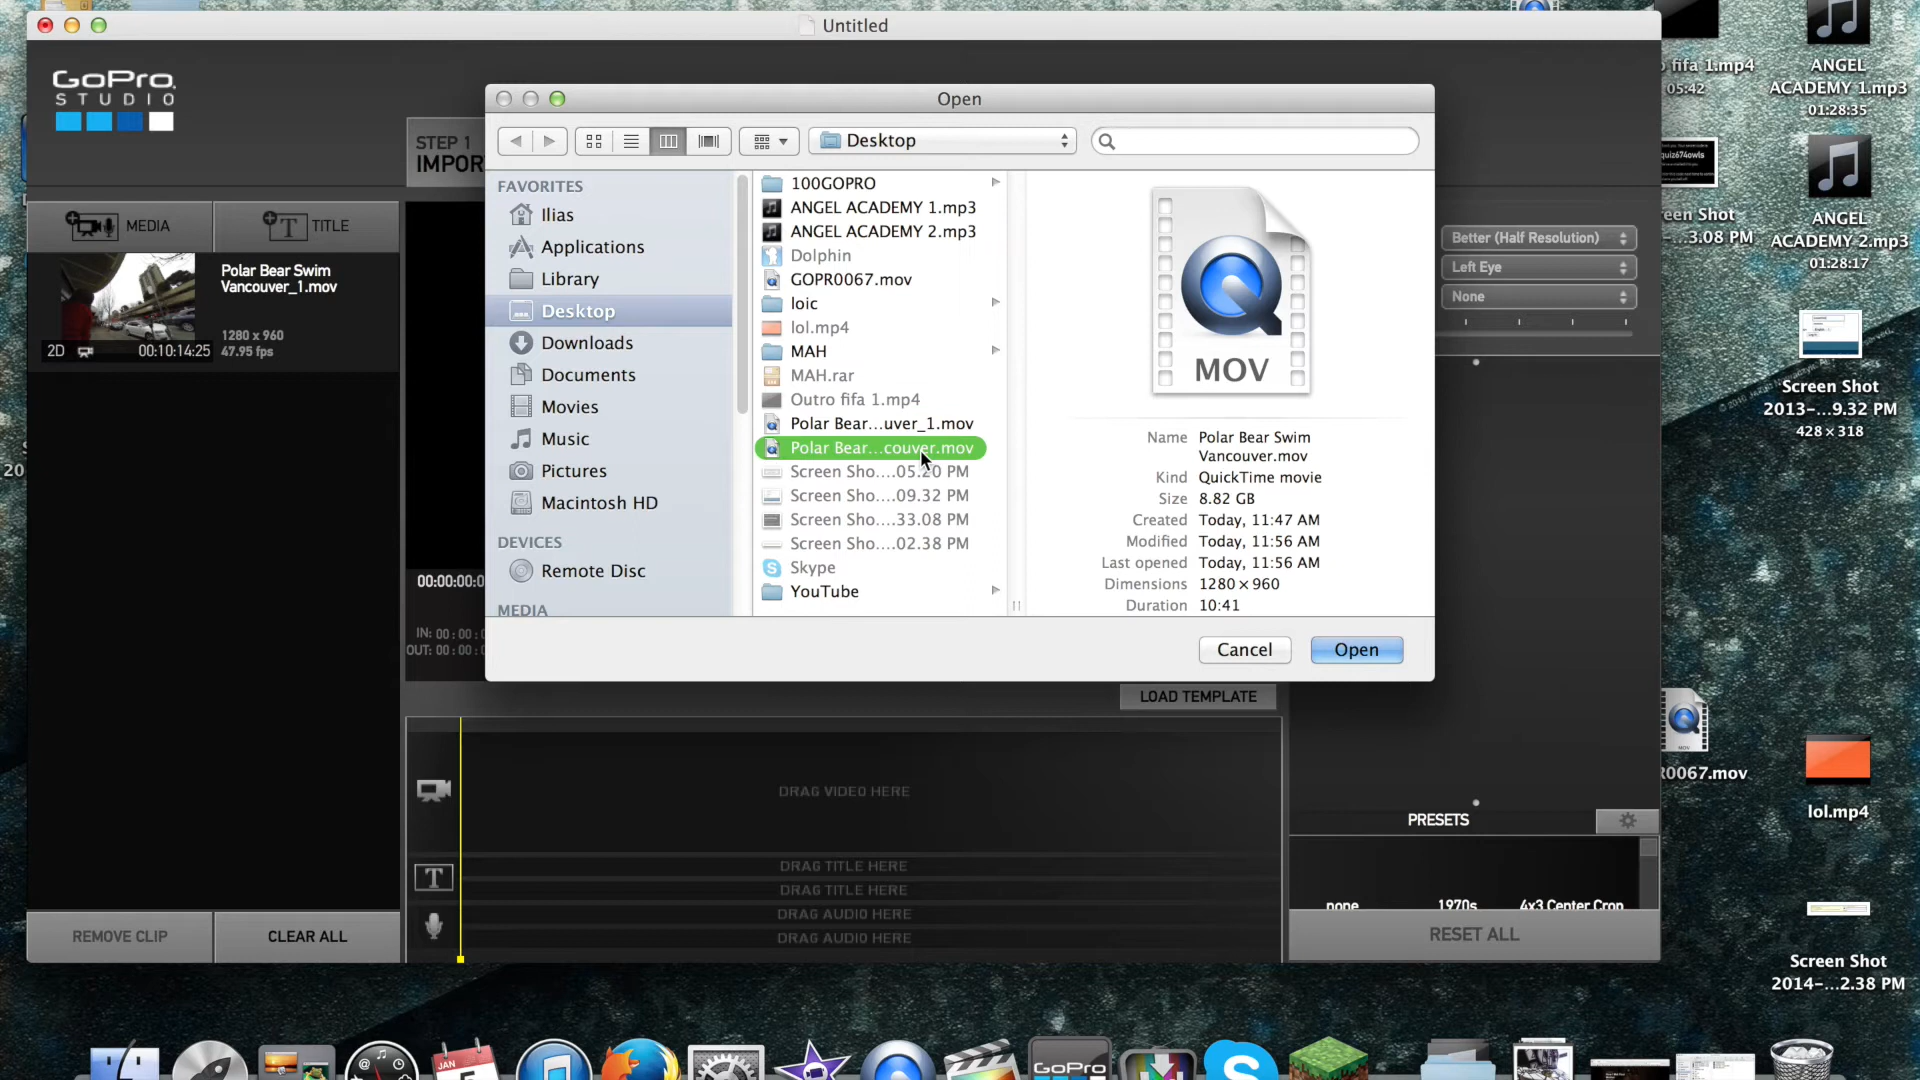 Untitled
GoPro
STUDIO
STEP 1
IMPOR
MEDIA
TITLE
Polar Bear Swim
Vancouver_1.mov
1280 x 960
47.95 fps
2D
00:10:14:25
REMOVE CLIP
CLEAR ALL
Open
Desktop
FAVORITES
Ilias
Applications
Library
Desktop
Downloads
Documents
Movies
Music
Pictures
Macintosh HD
DEVICES
Remote Disc
MEDIA
100GOPRO
ANGEL ACADEMY 1.mp3
ANGEL ACADEMY 2.mp3
Dolphin
GOPR0067.mov
loic
lol.mp4
MAH
MAH.rar
Outro fifa 1.mp4
Polar Bear...uver_1.mov
Polar Bear...couver.mov
Screen Sho....05.20 PM
Screen Sho....09.32 PM
Screen Sho....33.08 PM
Screen Sho....02.38 PM
Skype
YouTube
MOV
Name Polar Bear Swim
Vancouver.mov
Kind QuickTime movie
Size 8.82 GB
Created Today, 11:47 AM
Modified Today, 11:56 AM
Last opened Today, 11:56 AM
Dimensions 1280 × 960
Duration 10:41
Cancel
Open
00:00:00:0
IN: 00 : 00 :
OUT: 00 : 00 :
LOAD TEMPLATE
DRAG VIDEO HERE
T
DRAG TITLE HERE
DRAG TITLE HERE
DRAG AUDIO HERE
DRAG AUDIO HERE
Better (Half Resolution)
Left Eye
None
PRESETS
none
1970s
4x3 Center Crop
RESET ALL
fifa 1.mp4
05:42
quiz674owls
een Shot
...3.08 PM
R0067.mov
MOV
ANGEL
ACADEMY 1.mp3
01:28:35
ANGEL
ACADEMY 2.mp3
01:28:17
Screen Shot
2013-...9.32 PM
428 × 318
lol.mp4
Screen Shot
2014-...2.38 PM
20
JAN
GoPro